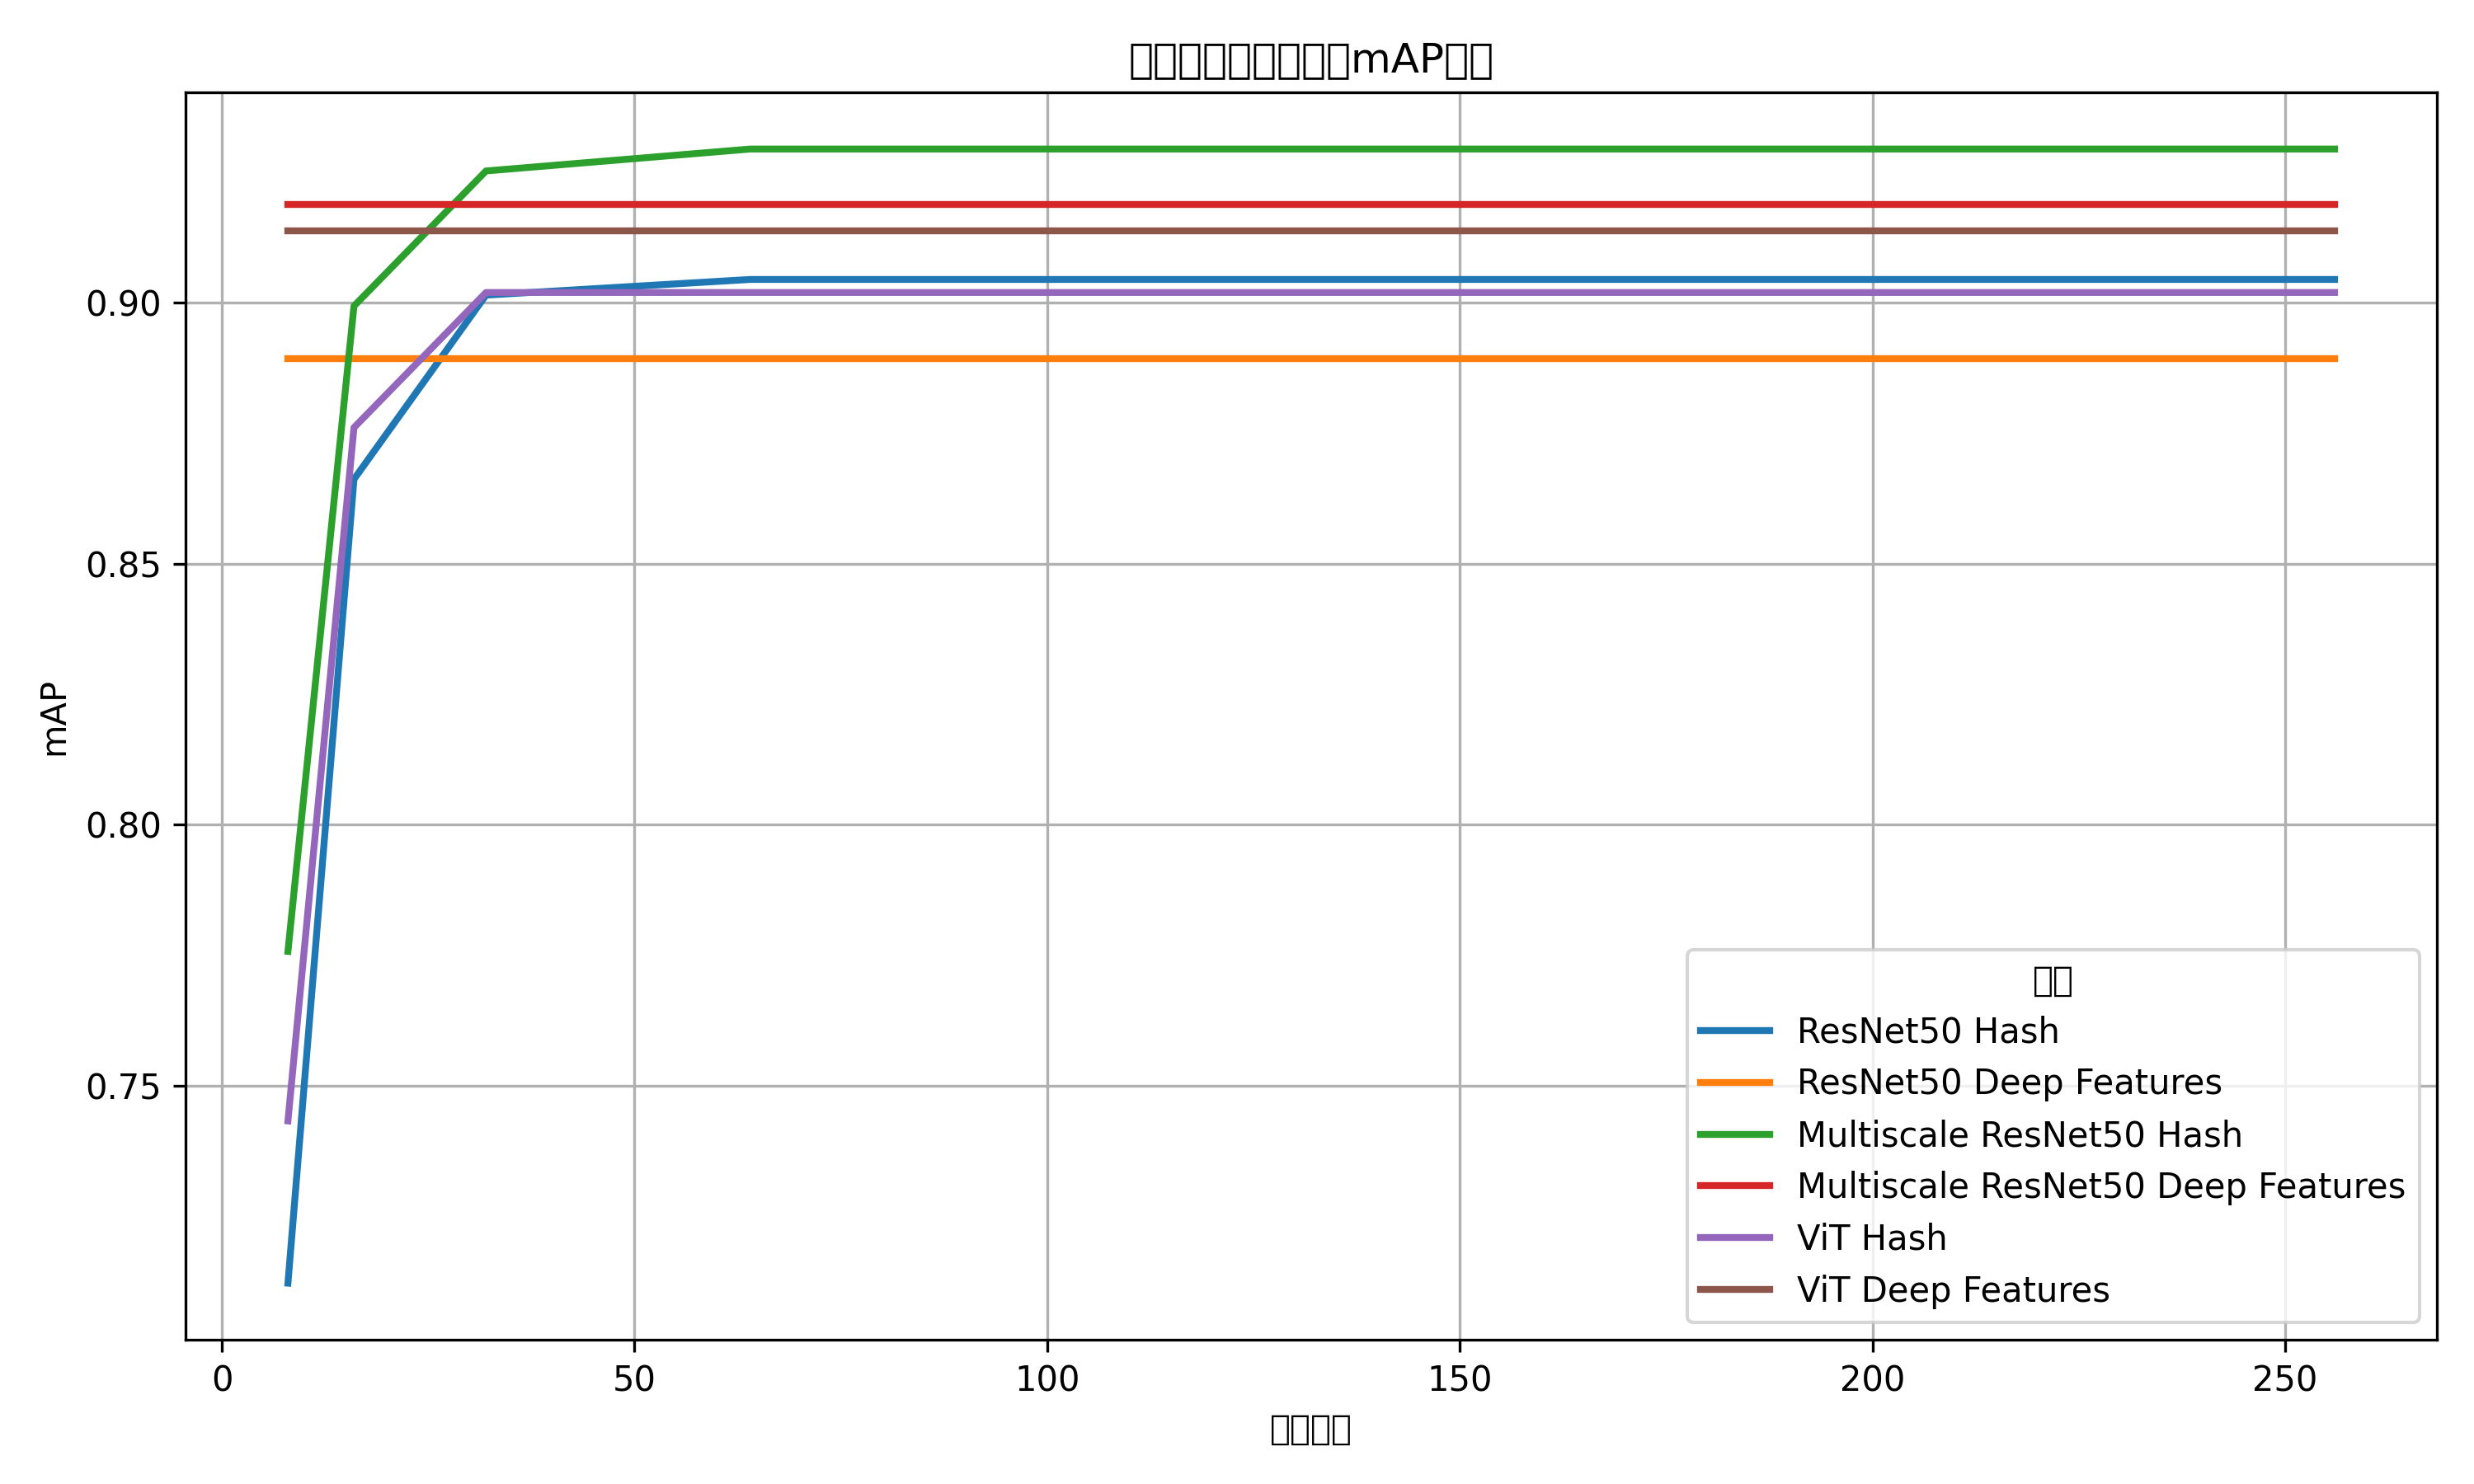 mAP
mAP
0.90
0.85
0.80
0.75
0
50
100
150
200
250
ResNet50 Hash
ResNet50 Deep Features
Multiscale ResNet50 Hash
Multiscale ResNet50 Deep Features
ViT Hash
ViT Deep Features